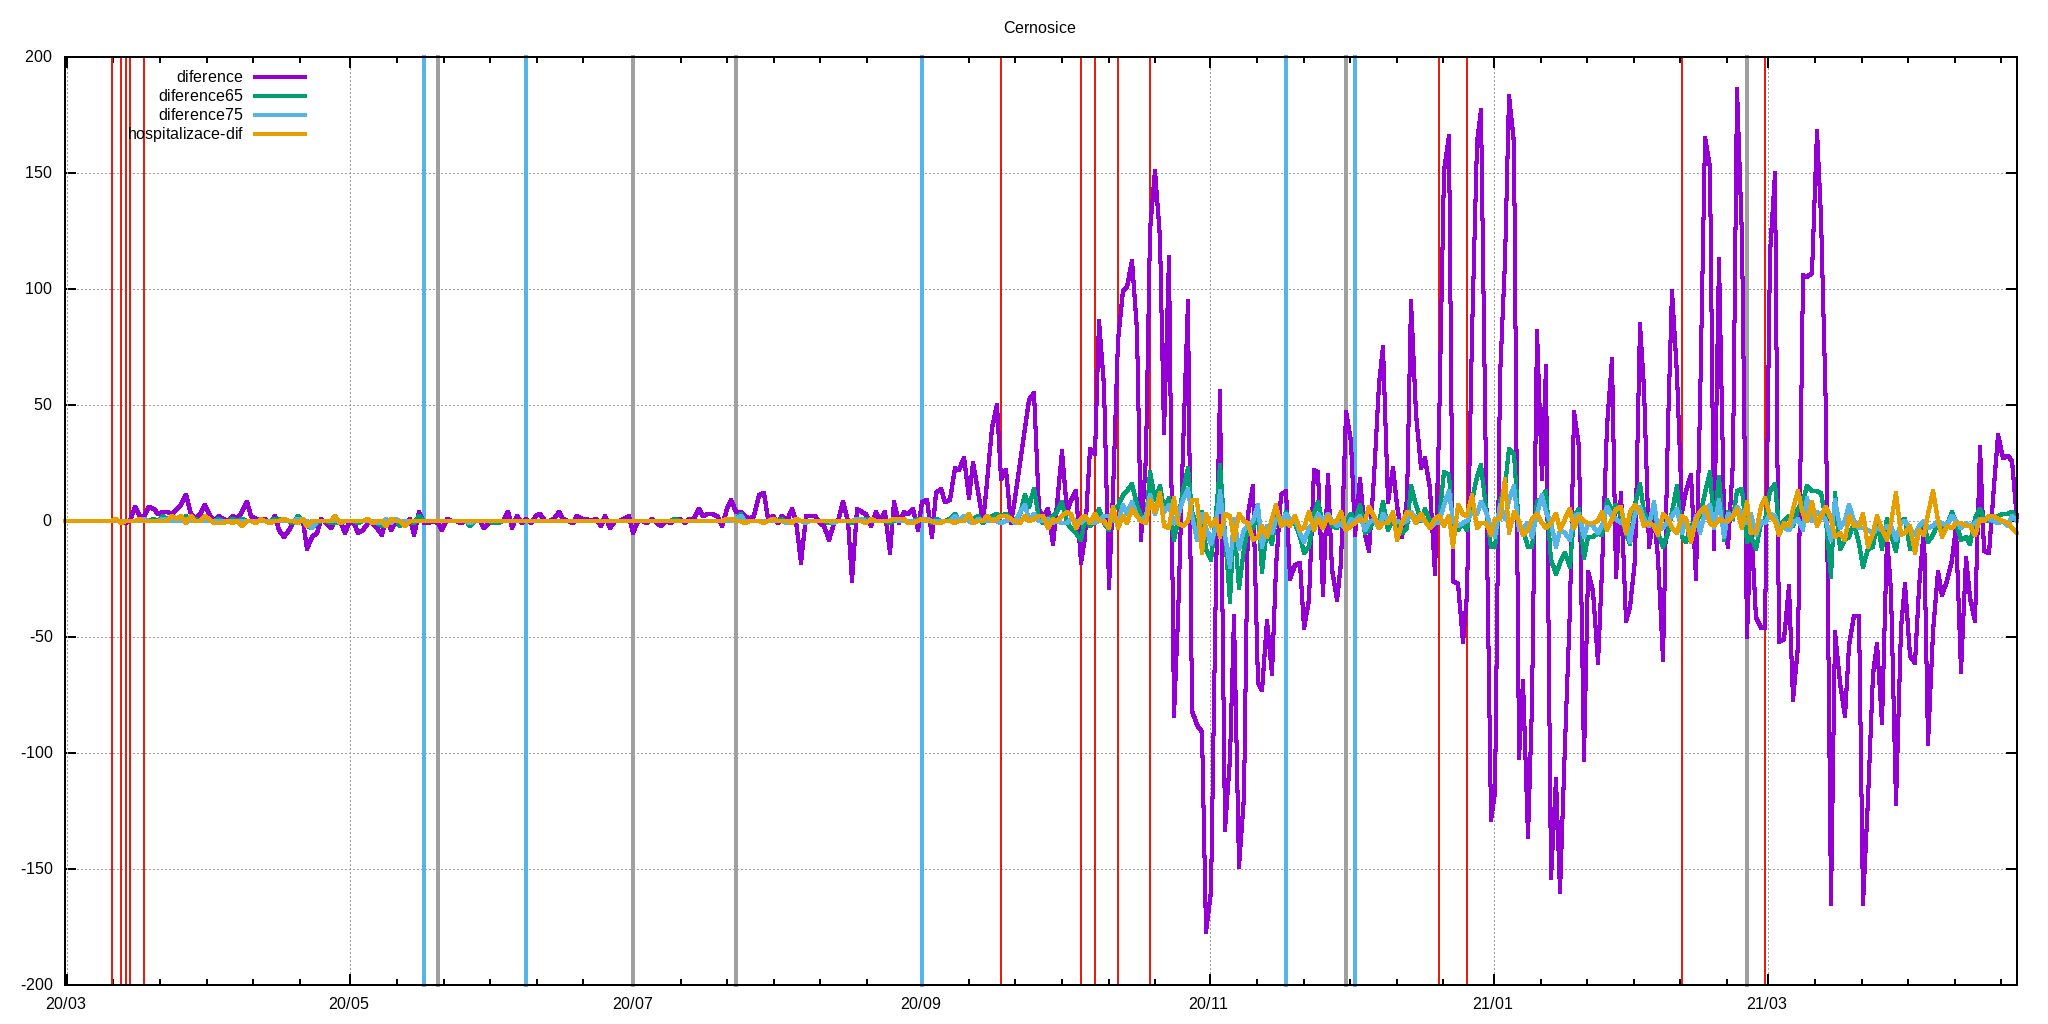 Cernosice
200
150
100
50
0
-50
-100
-150
-200
diference
diference65
diference75
hospitalizace-dif
20/03 20/05 20/07 20/09 20/11 21/01 21/03